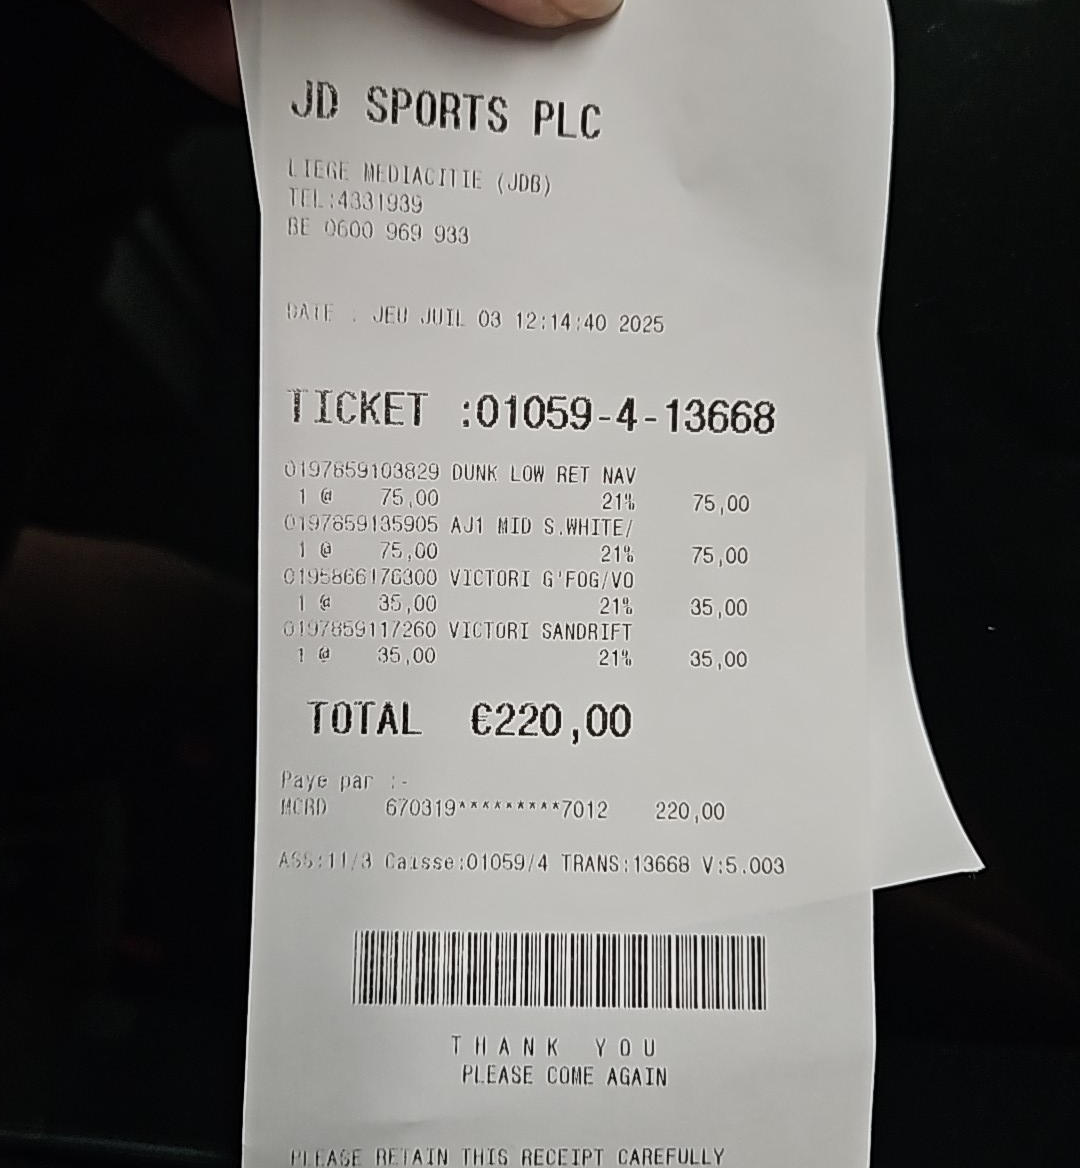 JD SPORTS PLC
LIEGE MEDIACITIE (JDB)
TEL:4331939
BE 0600 969 933
DATE : JEU JUIL 03 12:14:40 2025
TICKET :01059-4-13668
0197859103829 DUNK LOW RET NAV
1 @ 75,00 21% 75,00
0197859135905 AJ1 MID S.WHITE/
1 @ 75,00 21% 75,00
0195866176300 VICTORI G'FOG/VO
1 @ 35,00 21% 35,00
0197859117260 VICTORI SANDRIFT
1 @ 35,00 21% 35,00
TOTAL €220,00
Paye par :-
MCRD 670319*********7012 220,00
ASS:11/3 Caisse:01059/4 TRANS:13668 V:5.003
THANK YOU
PLEASE COME AGAIN
PLEASE RETAIN THIS RECEIPT CAREFULLY